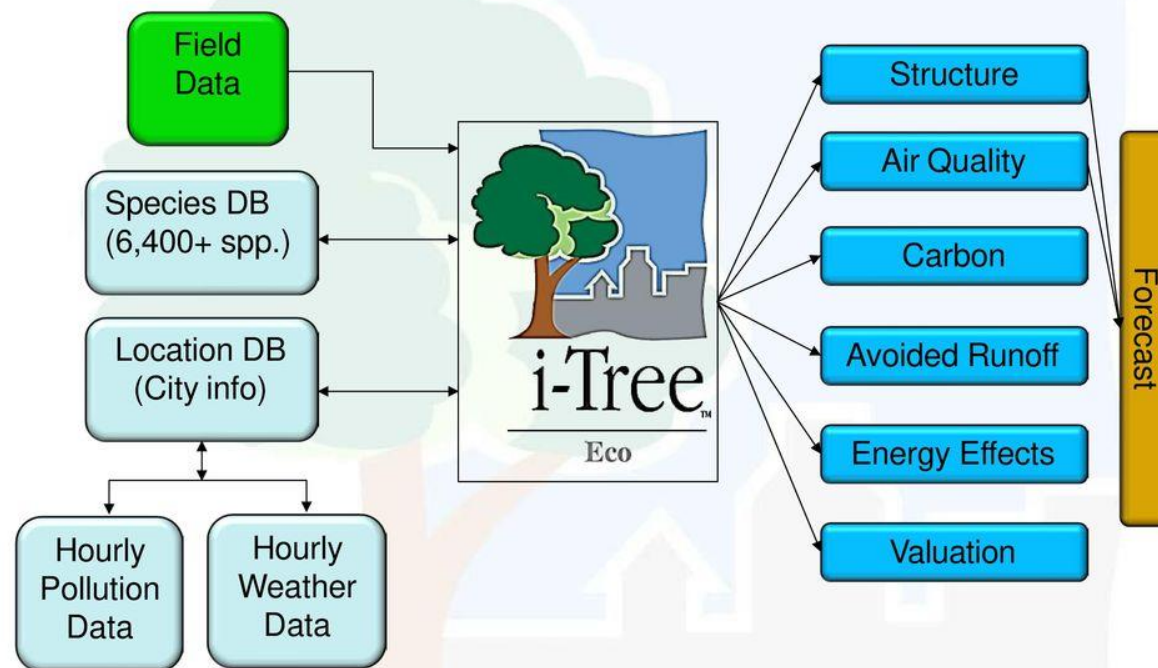 Field
Data
Species DB
(6,400+ spp.)
Location DB
(City info)
Hourly
Pollution
Data
Hourly
Weather
Data
i-Tree™
Eco
Structure
Air Quality
Carbon
Avoided Runoff
Energy Effects
Valuation
Forecast